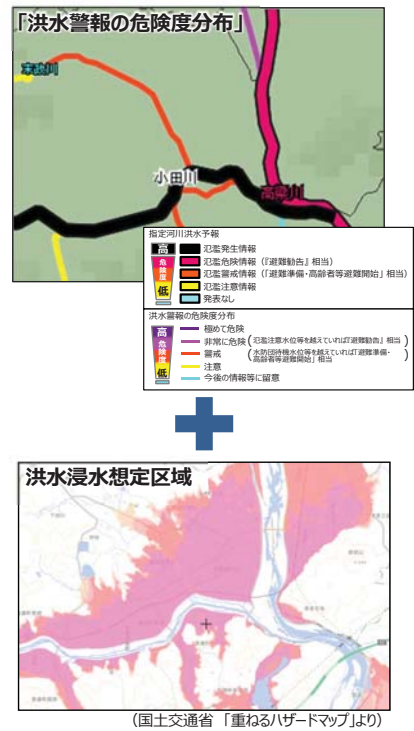 「洪水警報の危険度分布」
末政川
小田川
高梁川
指定河川洪水予報
高
危険度
低
氾濫発生情報
氾濫危険情報(『避難勧告』相当)
氾濫警戒情報(『避難準備・高齢者等避難開始』相当)
氾濫注意情報
発表なし
洪水警報の危険度分布
高
危険度
低
極めて危険
非常に危険(氾濫注意水位等を越えていれば『避難勧告』相当)
警戒(水防団待機水位等を越えていれば『避難準備・
高齢者等避難開始』相当)
注意
今後の情報等に留意
洪水浸水想定区域
(国土交通省 「重ねるハザードマップ」より)